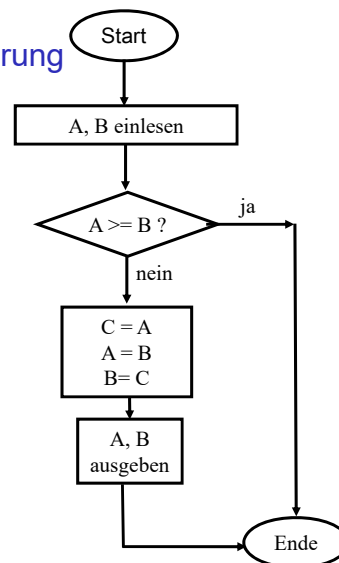 Start
rung
A, B einlesen
A >= B ?
ja
nein
C = A
A = B
B= C
A, B
ausgeben
Ende